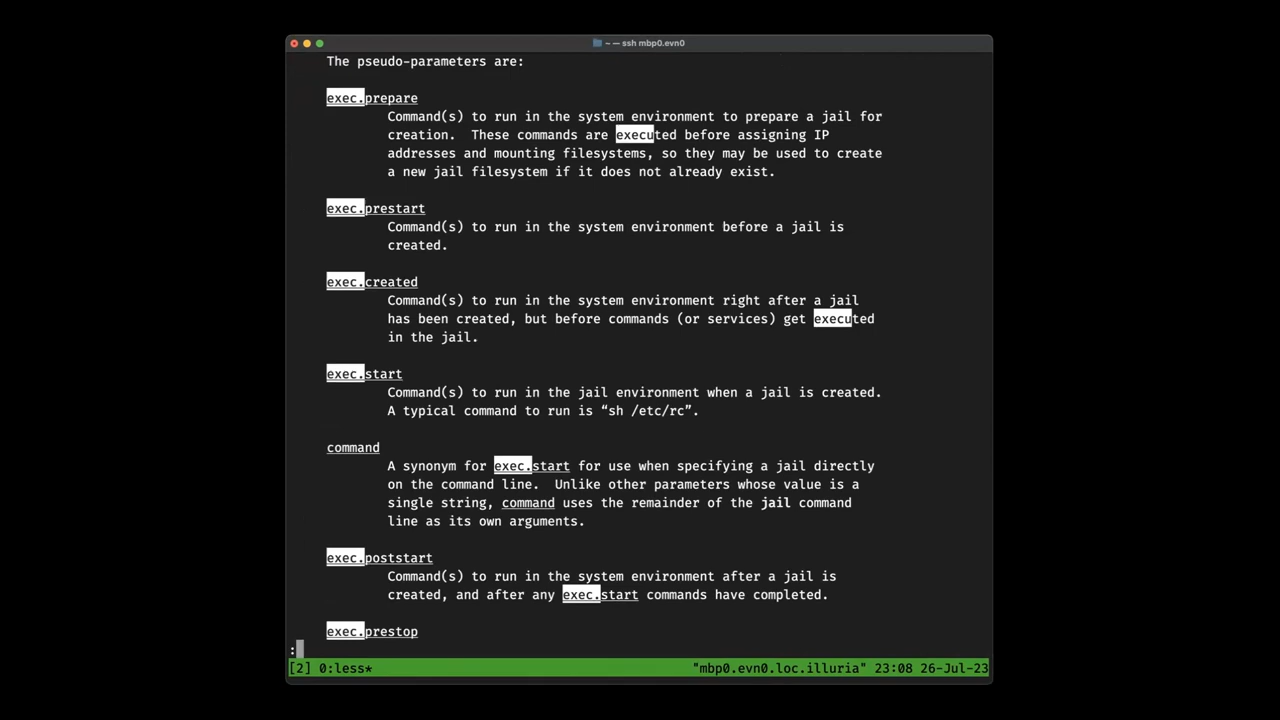 ~ — ssh mbp0.evn0
The pseudo-parameters are:
exec.prepare
Command(s) to run in the system environment to prepare a jail for
creation.  These commands are executed before assigning IP
addresses and mounting filesystems, so they may be used to create
a new jail filesystem if it does not already exist.
exec.prestart
Command(s) to run in the system environment before a jail is
created.
exec.created
Command(s) to run in the system environment right after a jail
has been created, but before commands (or services) get executed
in the jail.
exec.start
Command(s) to run in the jail environment when a jail is created.
A typical command to run is “sh /etc/rc”.
command
A synonym for exec.start for use when specifying a jail directly
on the command line.  Unlike other parameters whose value is a
single string, command uses the remainder of the jail command
line as its own arguments.
exec.poststart
Command(s) to run in the system environment after a jail is
created, and after any exec.start commands have completed.
exec.prestop
:
[2] 0:less* "mbp0.evn0.loc.illuria" 23:08 26-Jul-23